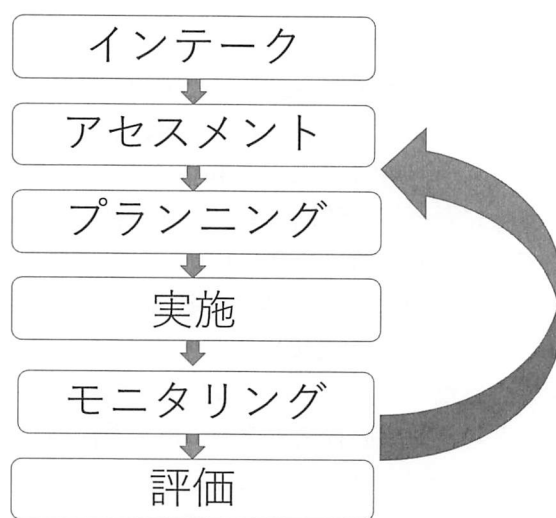 インテーク
アセスメント
プランニング
実施
モニタリング
評価